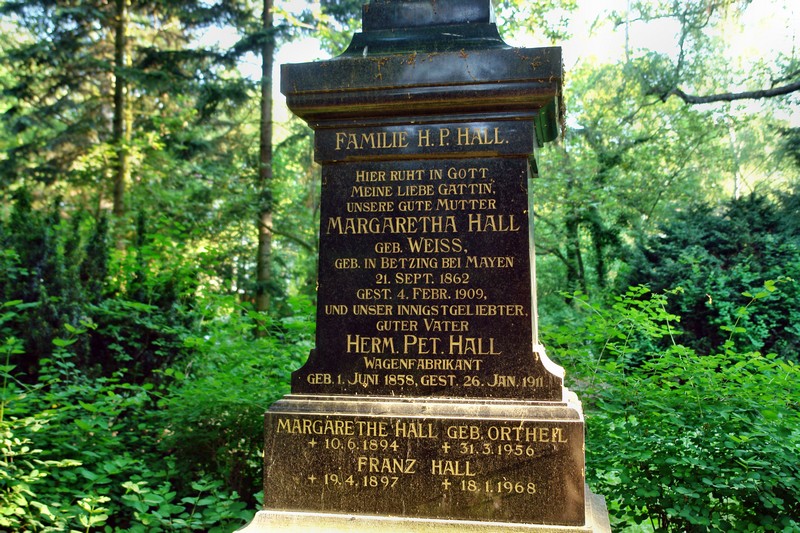 FAMILIE H. P. HALL.
HIER RUHT IN GOTT
MEINE LIEBE GATTIN,
UNSERE GUTE MUTTER
MARGARETHA HALL
GEB. WEISS,
GEB. IN BETZING BEI MAYEN
21. SEPT. 1862
GEST. 4. FEBR. 1909,
UND UNSER INNIGSTGELIEBTER,
GUTER VATER
HERM. PET. HALL
WAGENFABRIKANT
GEB. 1. JUNI 1858, GEST. 26. JAN. 1911
MARGARETHE HALL GEB. ORTHEIL
+ 10.6.1894 + 31.3.1956
FRANZ HALL
+ 19.4.1897 + 18.1.1968